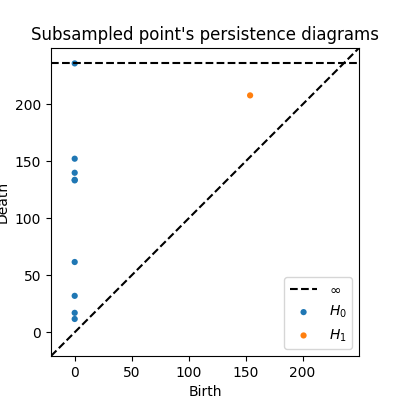 Subsampled point's persistence diagrams
200
150
100
50
0
Death
0 50 100 150 200
Birth
∞
H₀
H₁